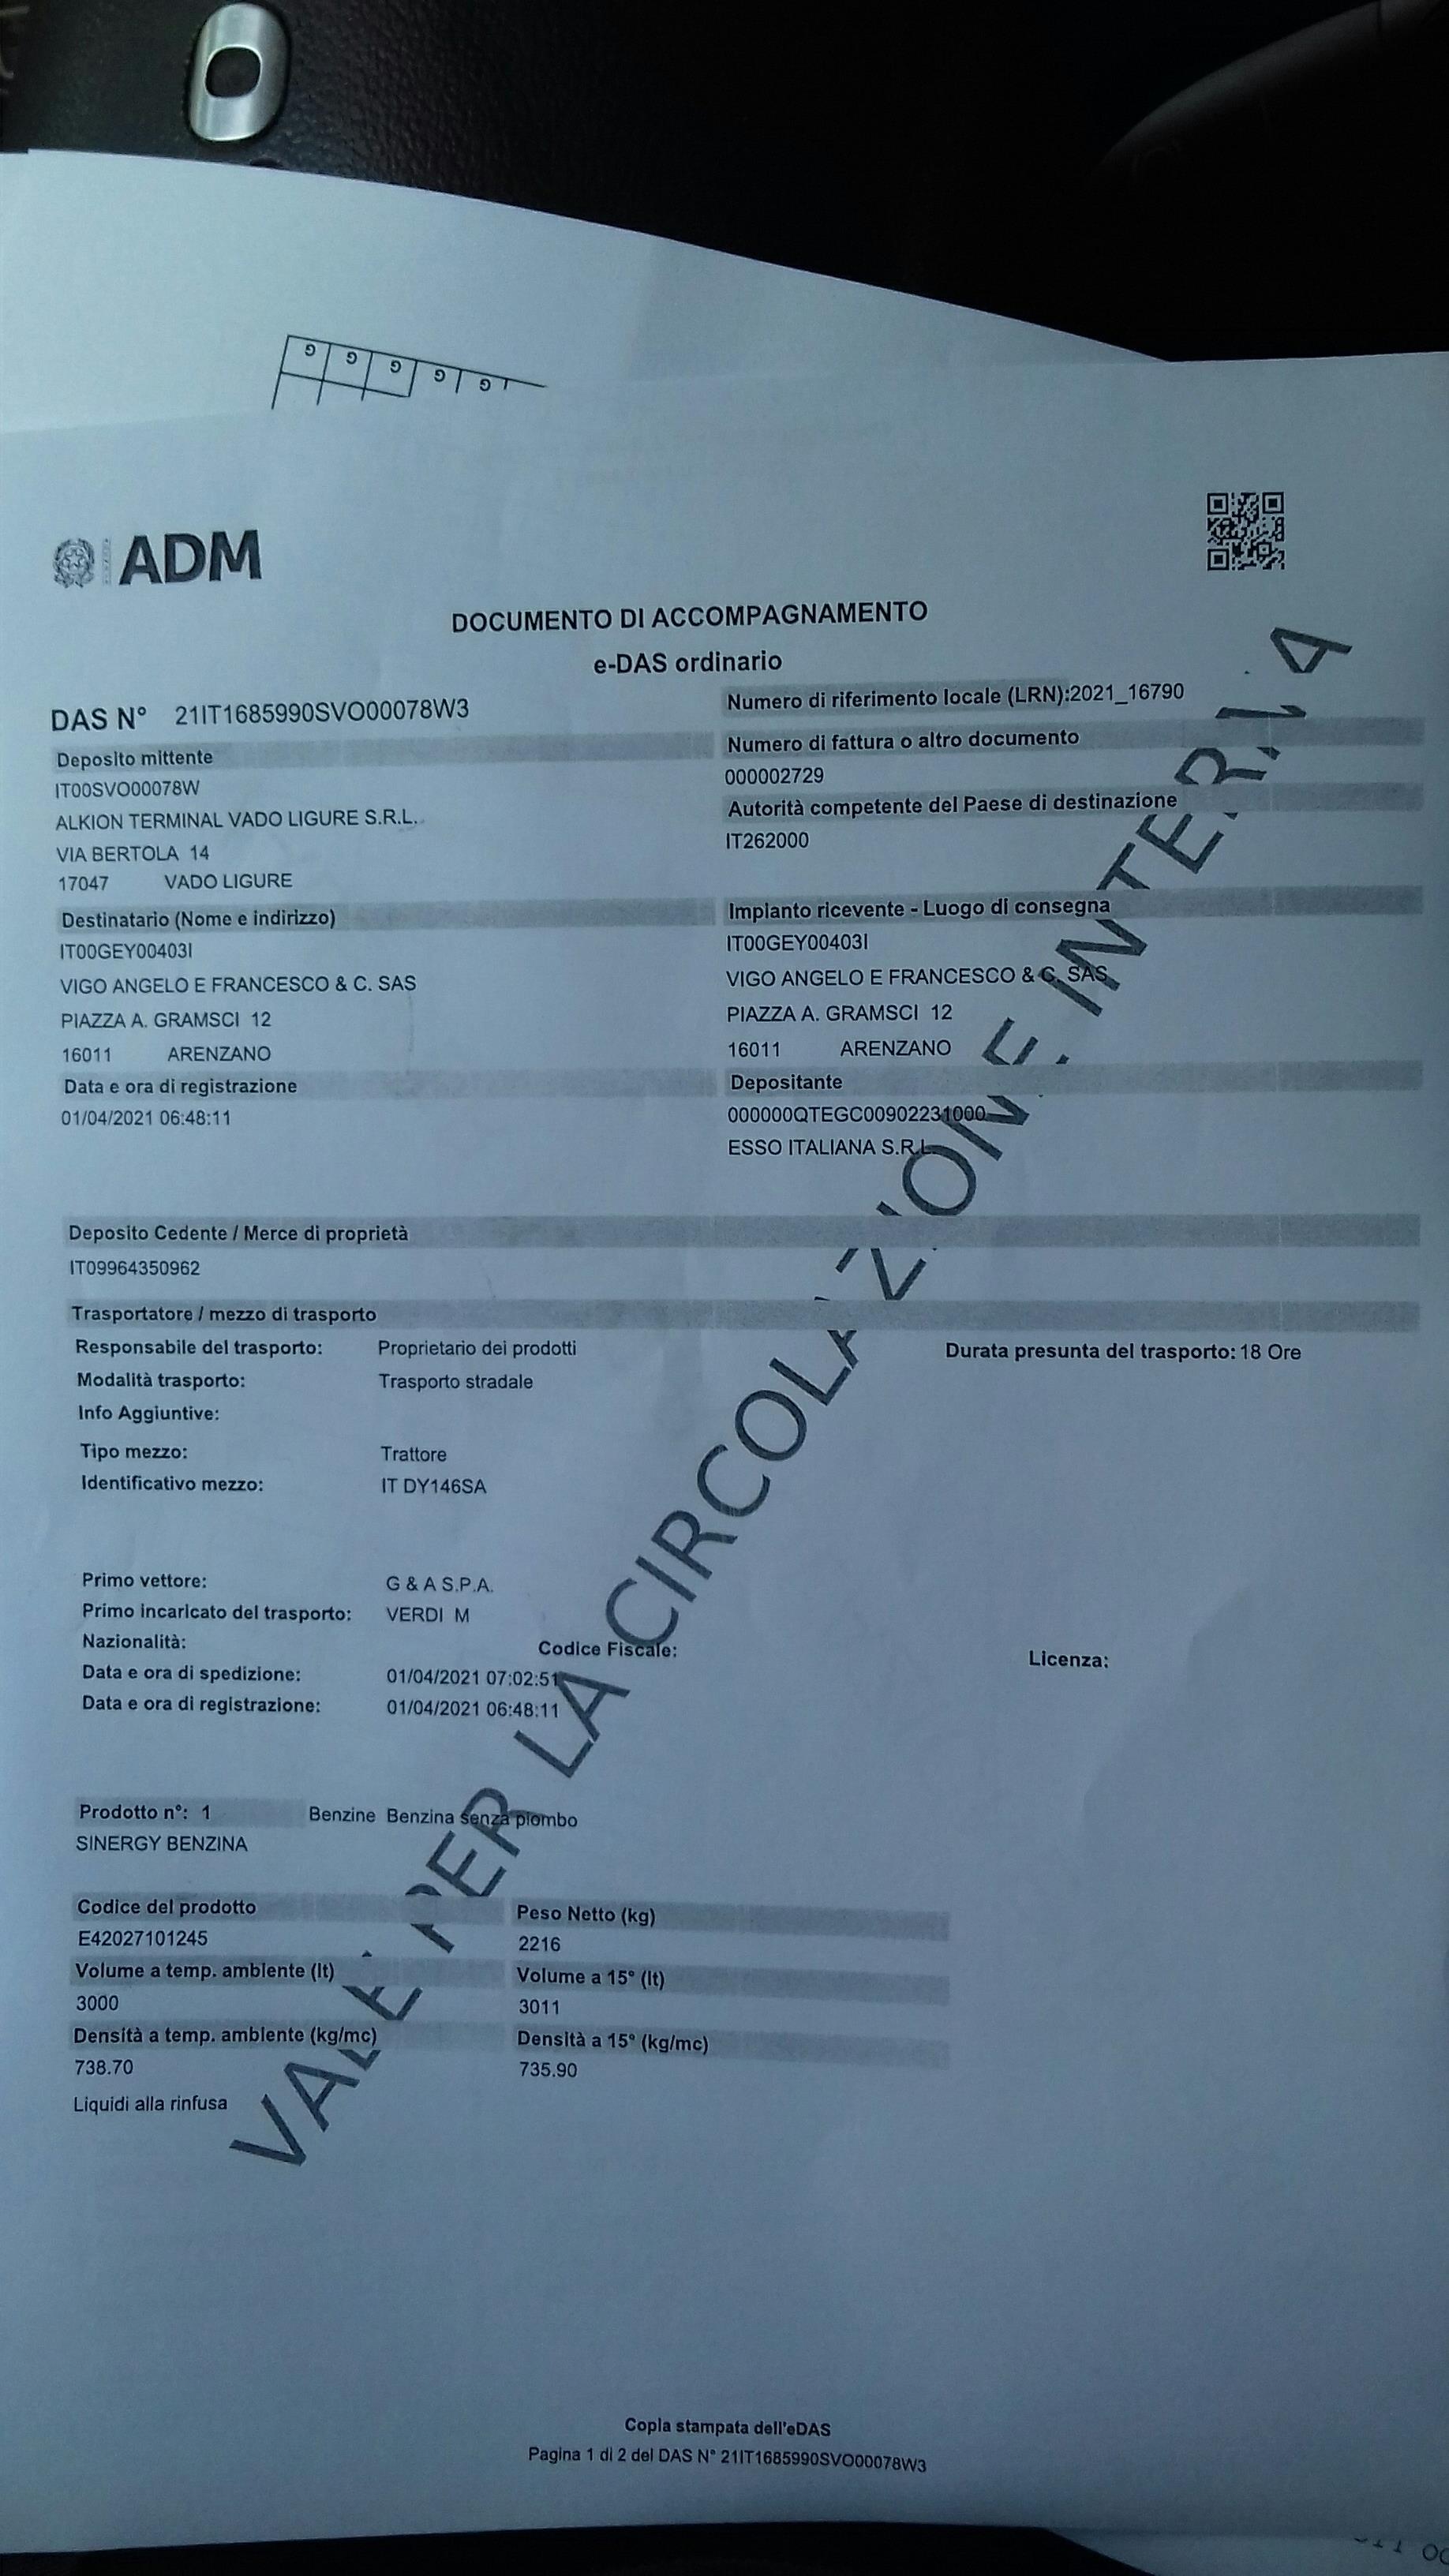 G G G G G
ADM
DOCUMENTO DI ACCOMPAGNAMENTO
e-DAS ordinario
DAS N° 21IT1685990SVO00078W3
Numero di riferimento locale (LRN):2021_16790
Deposito mittente
IT00SVO00078W
ALKION TERMINAL VADO LIGURE S.R.L.
VIA BERTOLA 14
17047 VADO LIGURE
Numero di fattura o altro documento
000002729
Autorità competente del Paese di destinazione
IT262000
Destinatario (Nome e indirizzo)
IT00GEY00403I
VIGO ANGELO E FRANCESCO & C. SAS
PIAZZA A. GRAMSCI 12
16011 ARENZANO
Impianto ricevente - Luogo di consegna
IT00GEY00403I
VIGO ANGELO E FRANCESCO & C. SAS
PIAZZA A. GRAMSCI 12
16011 ARENZANO
Data e ora di registrazione
01/04/2021 06:48:11
Depositante
000000QTEGC00902231000
ESSO ITALIANA S.R.L.
Deposito Cedente / Merce di proprietà
IT09964350962
Trasportatore / mezzo di trasporto
Responsabile del trasporto: Proprietario dei prodotti
Durata presunta del trasporto: 18 Ore
Modalità trasporto: Trasporto stradale
Info Aggiuntive:
Tipo mezzo: Trattore
Identificativo mezzo: IT DY146SA
Primo vettore: G & A S.P.A.
Primo incaricato del trasporto: VERDI M
Nazionalità: Codice Fiscale: Licenza:
Data e ora di spedizione: 01/04/2021 07:02:51
Data e ora di registrazione: 01/04/2021 06:48:11
Prodotto n°: 1 Benzine Benzina senza piombo
SINERGY BENZINA
Codice del prodotto Peso Netto (kg)
E42027101245 2216
Volume a temp. ambiente (lt) Volume a 15° (lt)
3000 3011
Densità a temp. ambiente (kg/mc) Densità a 15° (kg/mc)
738.70 735.90
Liquidi alla rinfusa
VALE PER LA CIRCOLAZIONE INTERNA
Copia stampata dell'eDAS
Pagina 1 di 2 del DAS N° 21IT1685990SVO00078W3